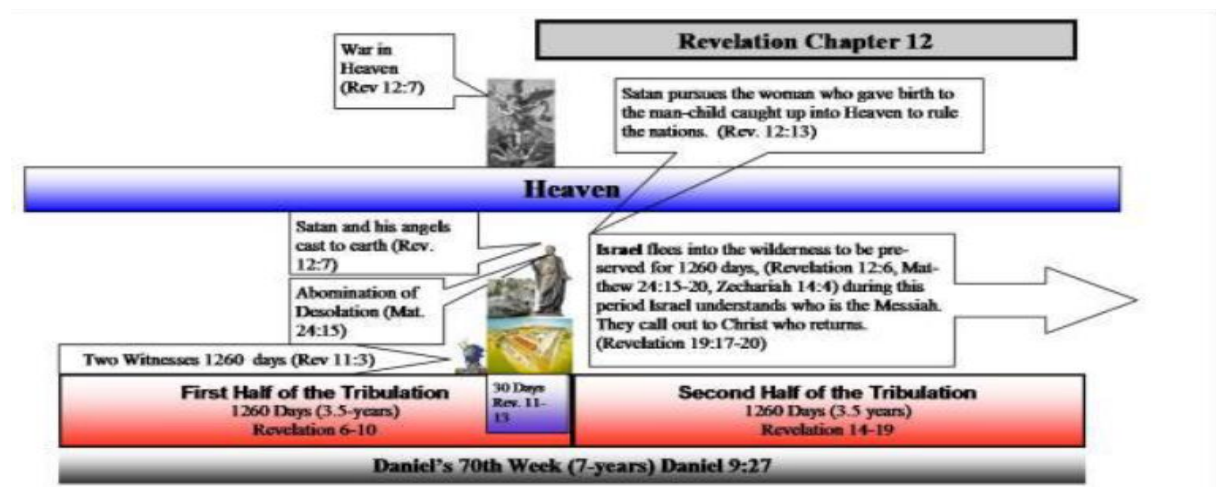 Revelation Chapter 12
War in
Heaven
(Rev 12:7)
Satan pursues the woman who gave birth to
the man-child caught up into Heaven to rule
the nations. (Rev. 12:13)
Heaven
Satan and his angels
cast to earth (Rev.
12:7)
Abomination of
Desolation (Mat.
24:15)
Two Witnesses 1260 days (Rev 11:3)
Israel flees into the wilderness to be pre-
served for 1260 days, (Revelation 12:6, Mat-
thew 24:15-20, Zechariah 14:4) during this
period Israel understands who is the Messiah.
They call out to Christ who returns.
(Revelation 19:17-20)
First Half of the Tribulation
1260 Days (3.5-years)
Revelation 6-10
30 Days
Rev. 11-
13
Second Half of the Tribulation
1260 Days (3.5 years)
Revelation 14-19
Daniel's 70th Week (7-years) Daniel 9:27